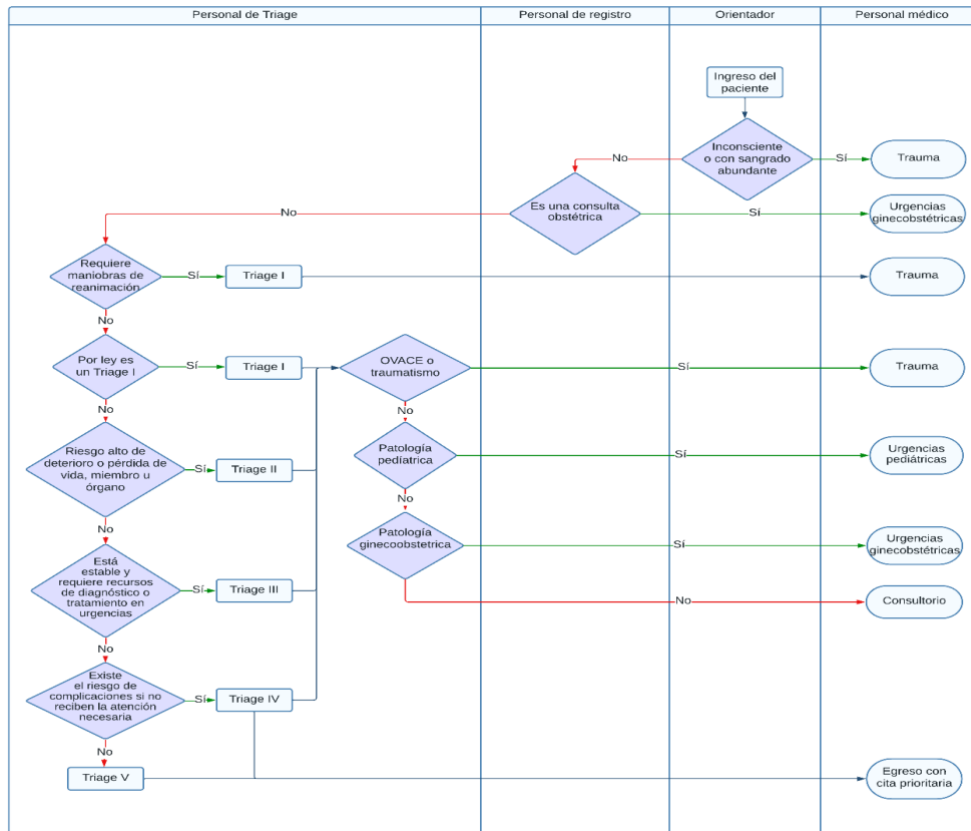 Personal de Triage
Personal de registro
Orientador
Personal médico
Ingreso del
paciente
Inconsciente
o con sangrado
abundante
No
Sí
Trauma
Es una consulta
obstétrica
No
Sí
Urgencias
ginecobstétricas
Requiere
maniobras de
reanimación
Sí
Triage I
Trauma
No
Por ley es
un Triage I
Sí
Triage I
OVACE o
traumatismo
Sí
Trauma
No
No
Riesgo alto de
deterioro o pérdida de
vida, miembro u
órgano
Sí
Triage II
Patología
pediatrica
Sí
Urgencias
pediátricas
No
No
Está
estable y
requiere recursos
de diagnóstico o
tratamiento en
urgencias
Sí
Triage III
Patología
ginecoobstetrica
Sí
Urgencias
ginecobstétricas
No
Consultorio
No
Existe
el riesgo de
complicaciones si no
reciben la atención
necesaria
Sí
Triage IV
No
Triage V
Egreso con
cita prioritaria